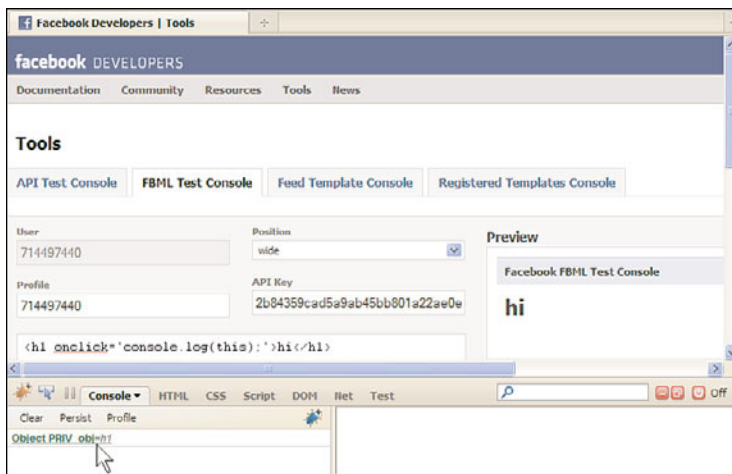 Facebook Developers | Tools
facebook DEVELOPERS
Documentation Community Resources Tools News
Tools
API Test Console FBML Test Console Feed Template Console Registered Templates Console
User
714497440
Position
wide
Profile
714497440
API Key
2b84359cad5a9ab45bb801a22ae0e
<h1 onclick='console.log(this);'>hi</h1>
Preview
Facebook FBML Test Console
hi
Console HTML CSS Script DOM Net Test
Off
Clear Persist Profile
Object PRIV_obj=h1